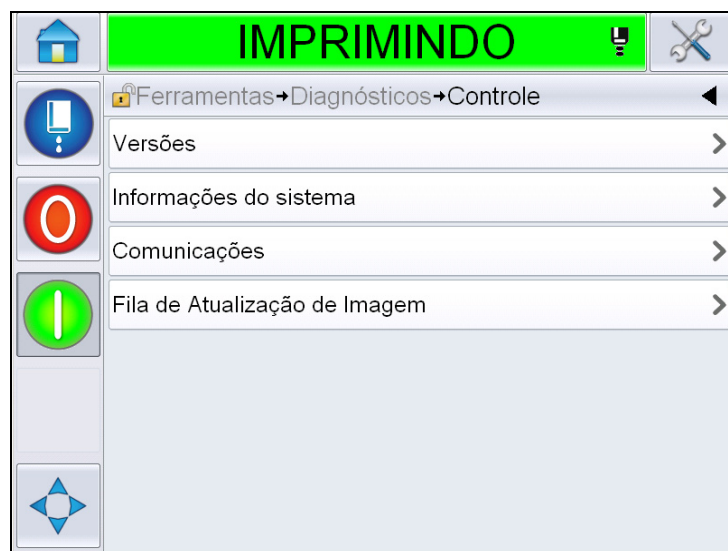 IMPRIMINDO
Ferramentas→Diagnósticos→Controle
Versões
Informações do sistema
Comunicações
Fila de Atualização de Imagem